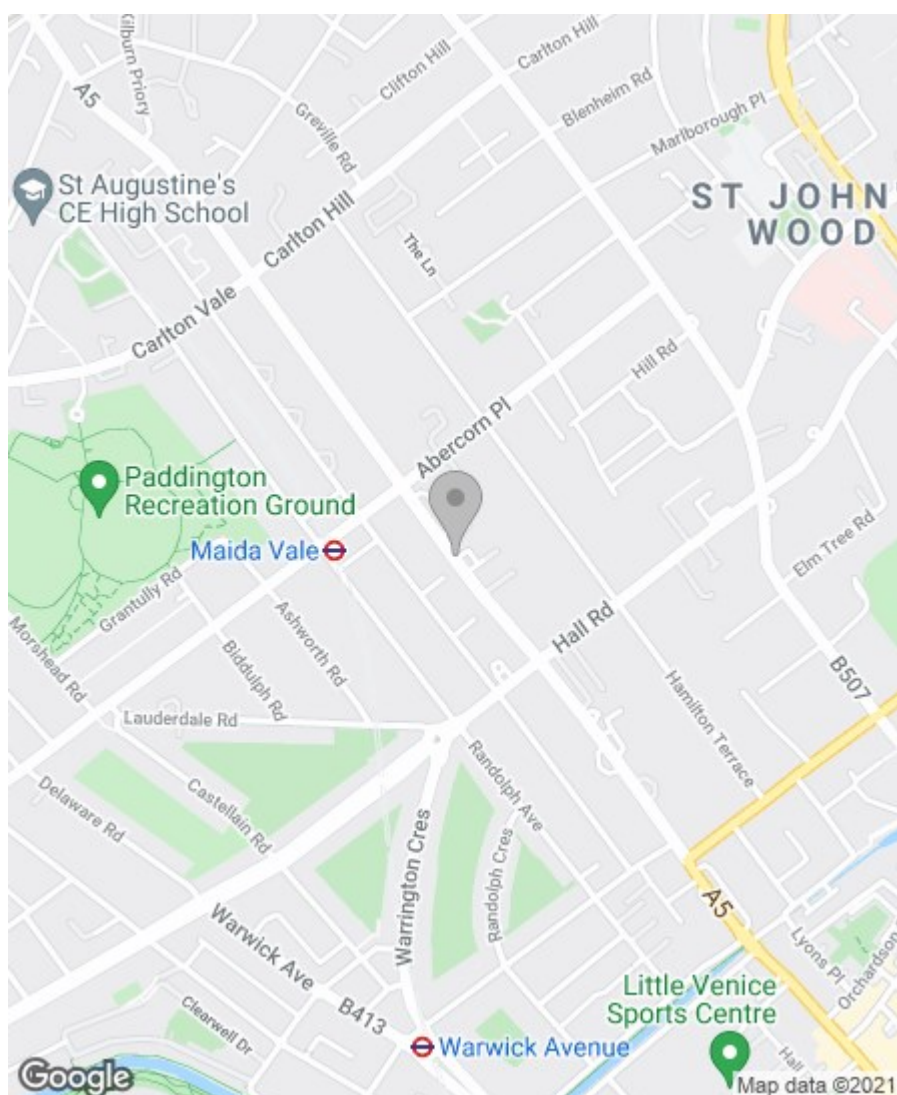 Kilburn Priory
A5
Clifton Hill
Carlton Hill
Greville Rd
Blenheim Rd
Marlborough Pl
St Augustine's
CE High School
ST JOHN'
WOOD
Carlton Hill
The Ln
Carlton Vale
Hill Rd
Abercorn Pl
Paddington
Recreation Ground
Maida Vale
Elm Tree Rd
Grantully Rd
Ashworth Rd
Hall Rd
Morshead Rd
Biddulph Rd
B507
Hamilton Terrace
Lauderdale Rd
Castellain Rd
Randolph Ave
Delaware Rd
Randolph Cres
Warrington Cres
A5
Warwick Ave
Lyons Pl
Orchardson
Little Venice
Sports Centre
B413
Clearwell Dr
Warwick Avenue
Hall
Google
Map data ©2021